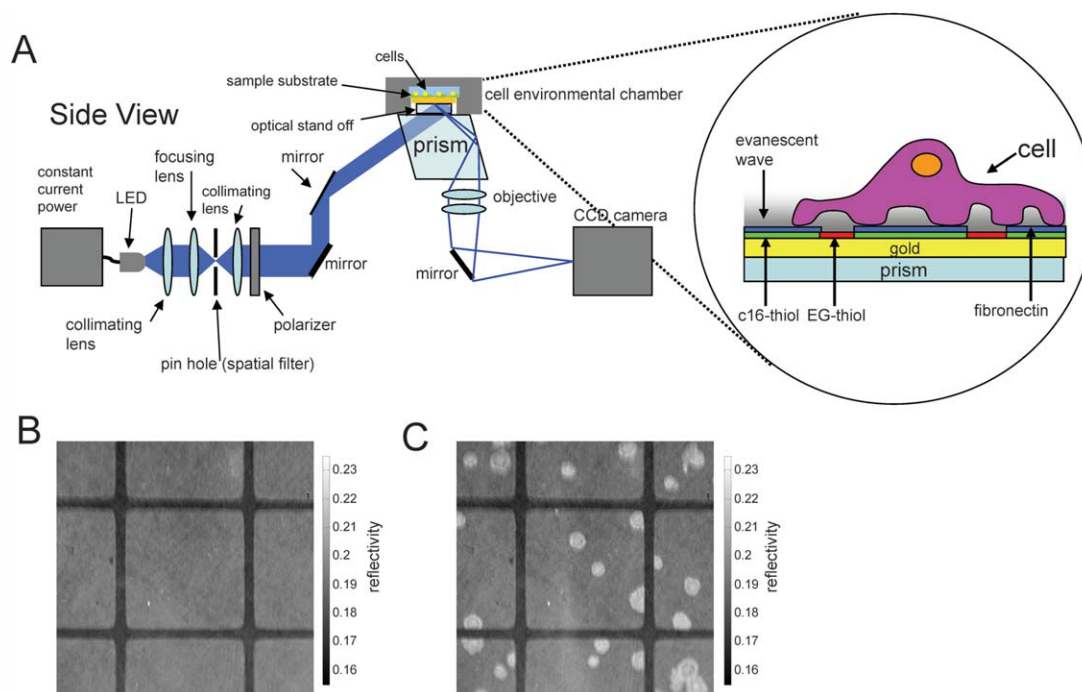 A
Side View
constant
current
power
LED
focusing
lens
collimating
lens
mirror
cells
sample substrate
optical stand off
cell environmental chamber
prism
objective
mirror
CCD camera
mirror
polarizer
collimating
lens
pin hole (spatial filter)
evanescent
wave
cell
gold
prism
c16-thiol
EG-thiol
fibronectin
B
0.23
0.22
0.21
0.2
0.19
0.18
0.17
0.16
reflectivity
C
0.23
0.22
0.21
0.2
0.19
0.18
0.17
0.16
reflectivity